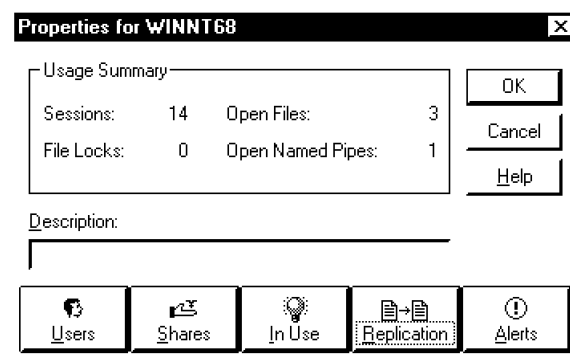 Properties for WINNT68
Usage Summary
Sessions: 14 Open Files: 3
File Locks: 0 Open Named Pipes: 1
OK
Cancel
Help
Description:
Users Shares In Use Replication Alerts